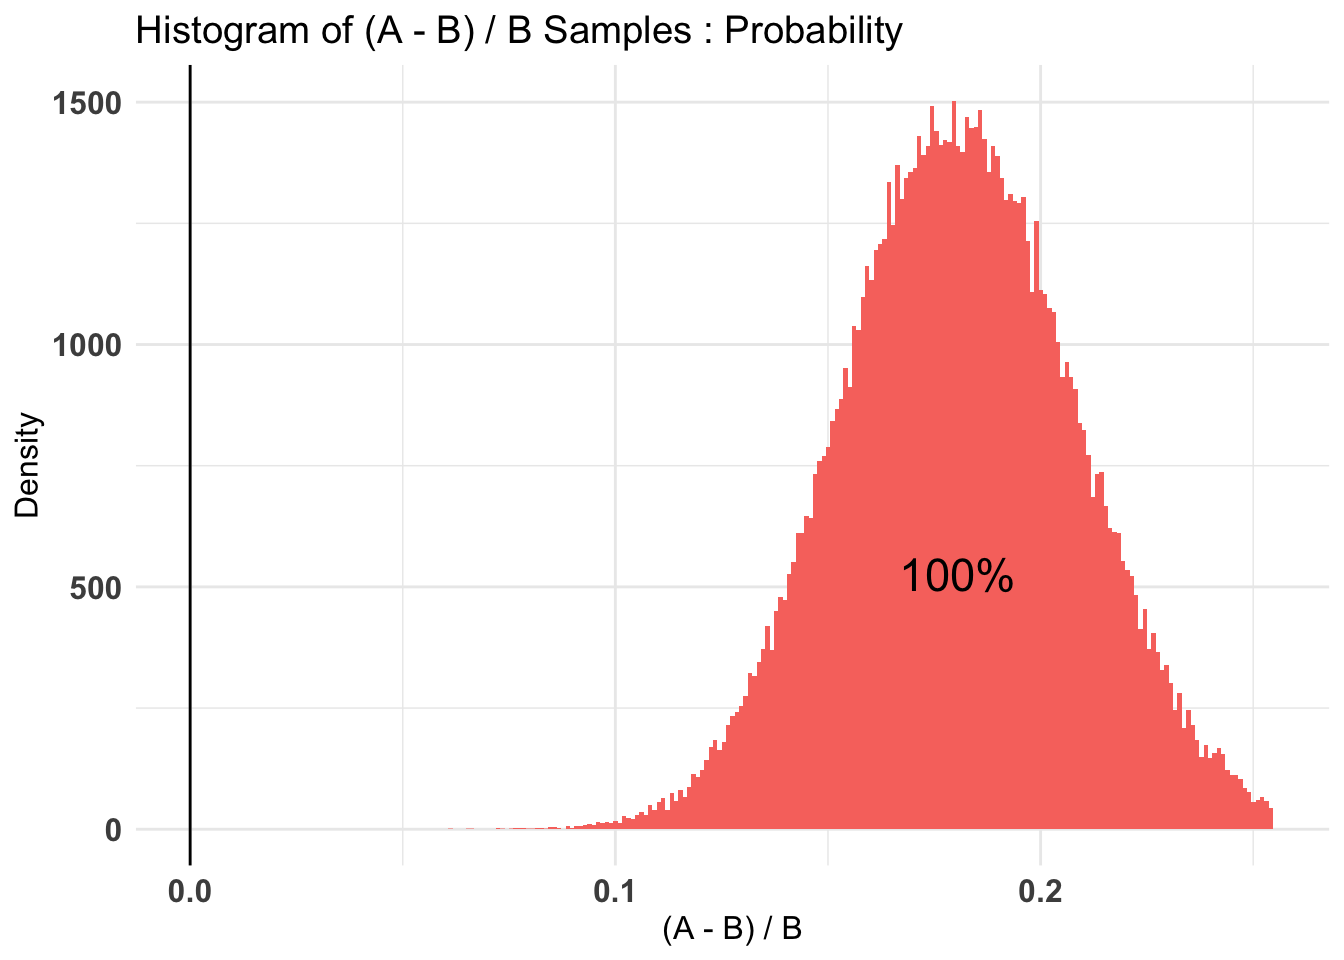 Histogram of (A - B) / B Samples : Probability
Density
1500
1000
500
0
100%
0.0
0.1
0.2
(A - B) / B